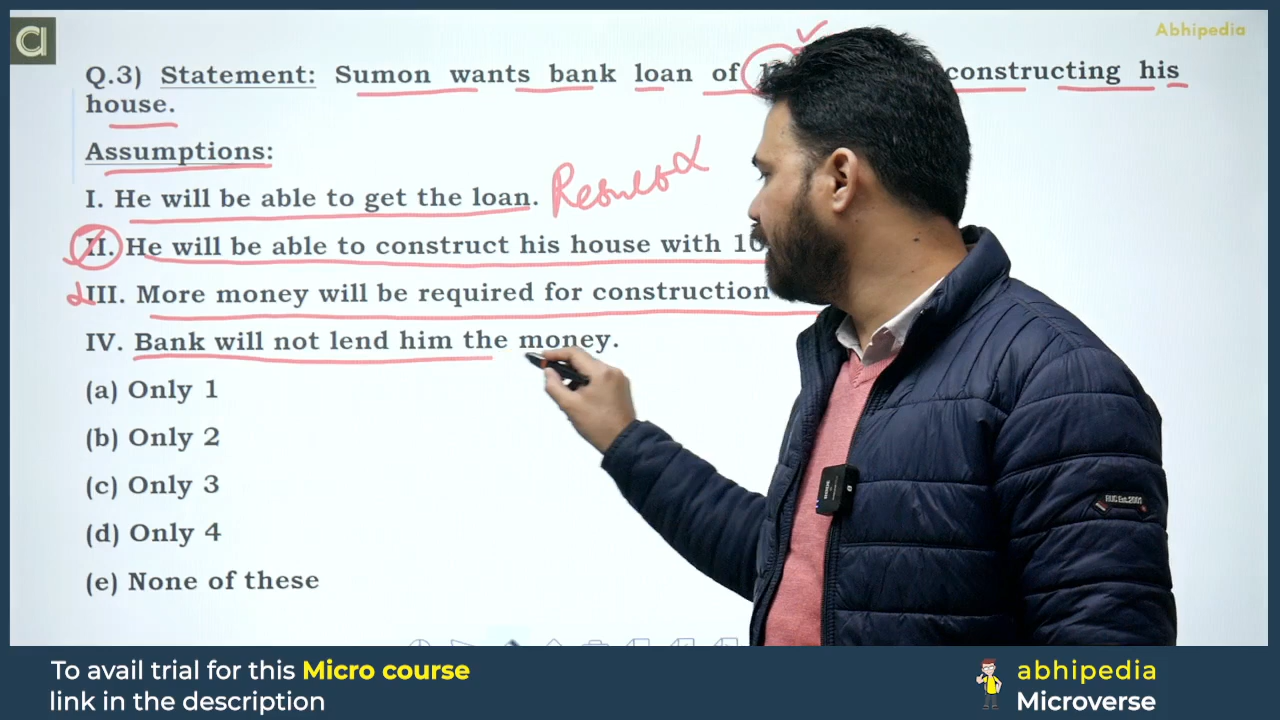 a
Abhipedia
Q.3) Statement: Sumon wants bank loan of constructing his
house.
Assumptions:
I. He will be able to get the loan. Result
II. He will be able to construct his house with 10
III. More money will be required for construction
IV. Bank will not lend him the money.
(a) Only 1
(b) Only 2
(c) Only 3
(d) Only 4
(e) None of these
To avail trial for this Micro course
link in the description
abhipedia
Microverse